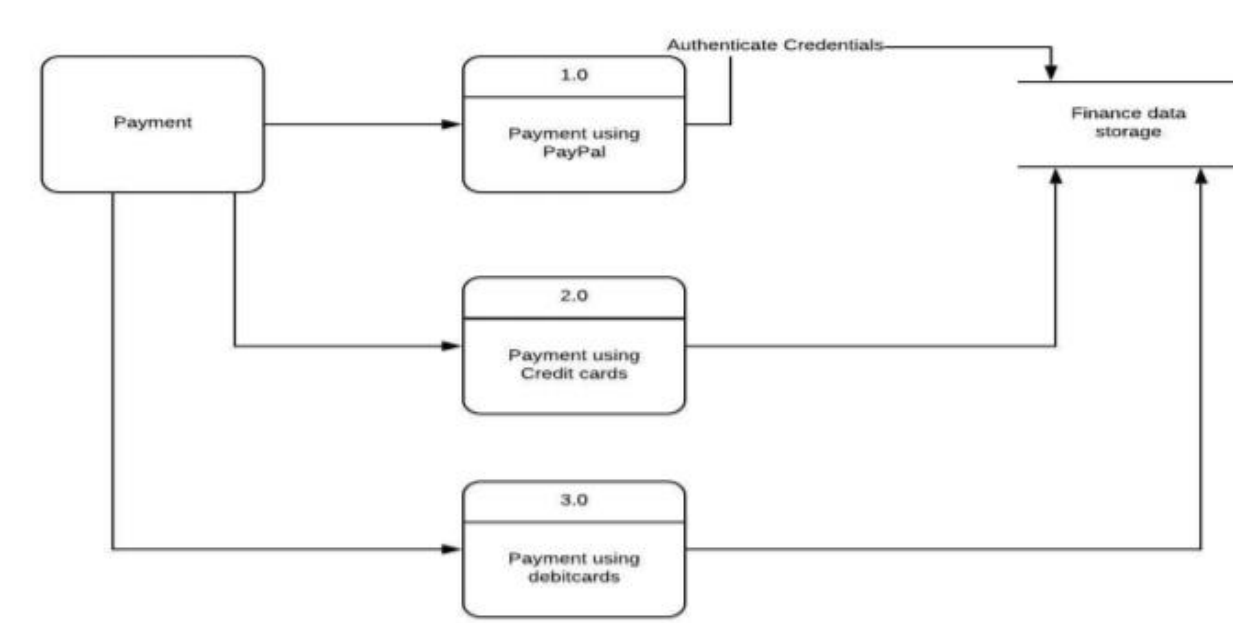 Authenticate Credentials
1.0
Payment
Payment using
PayPal
Finance data
storage
2.0
Payment using
Credit cards
3.0
Payment using
debitcards